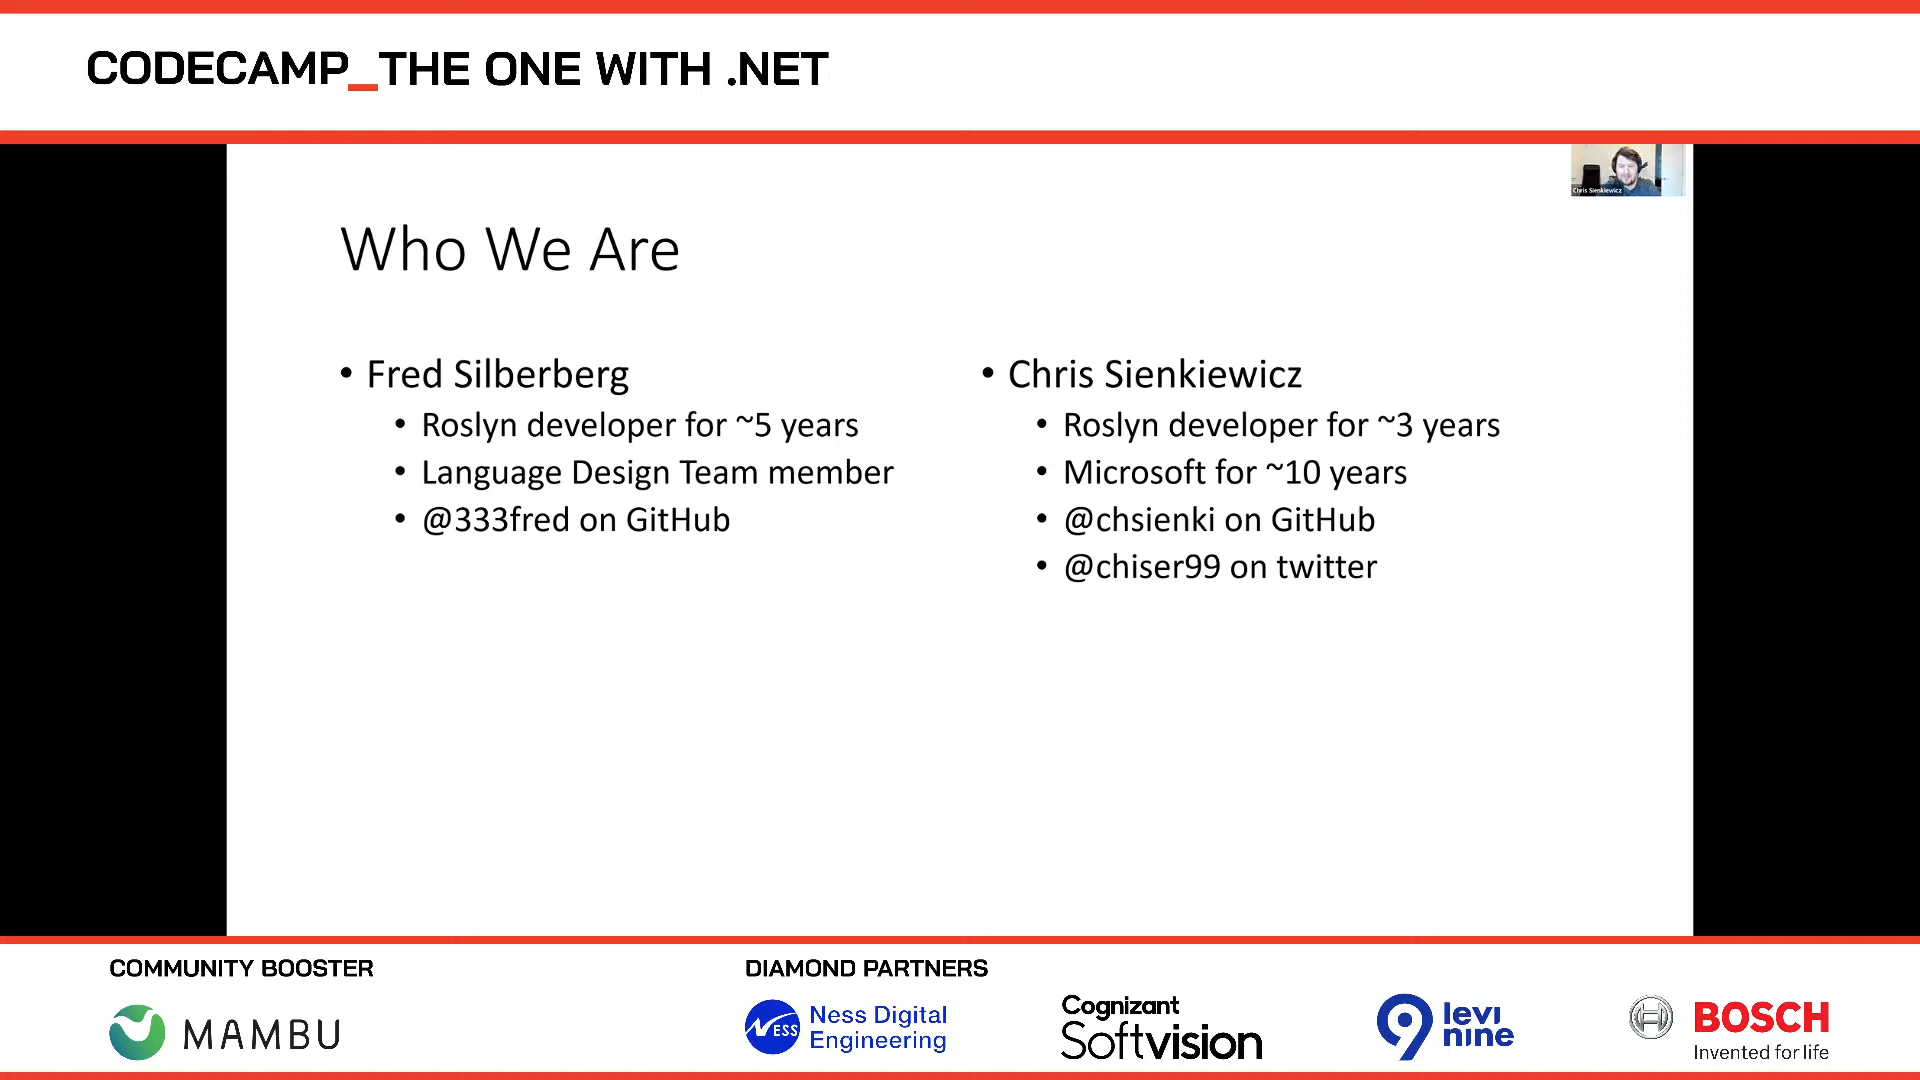 CODECAMP_THE ONE WITH .NET
Chris Sienkiewicz
Who We Are
• Fred Silberberg
• Roslyn developer for ~5 years
• Language Design Team member
• @333fred on GitHub
• Chris Sienkiewicz
• Roslyn developer for ~3 years
• Microsoft for ~10 years
• @chsienki on GitHub
• @chiser99 on twitter
COMMUNITY BOOSTER
MAMBU
DIAMOND PARTNERS
NESS
Ness Digital
Engineering
Cognizant
Softvision
9 levi
nine
BOSCH
Invented for life